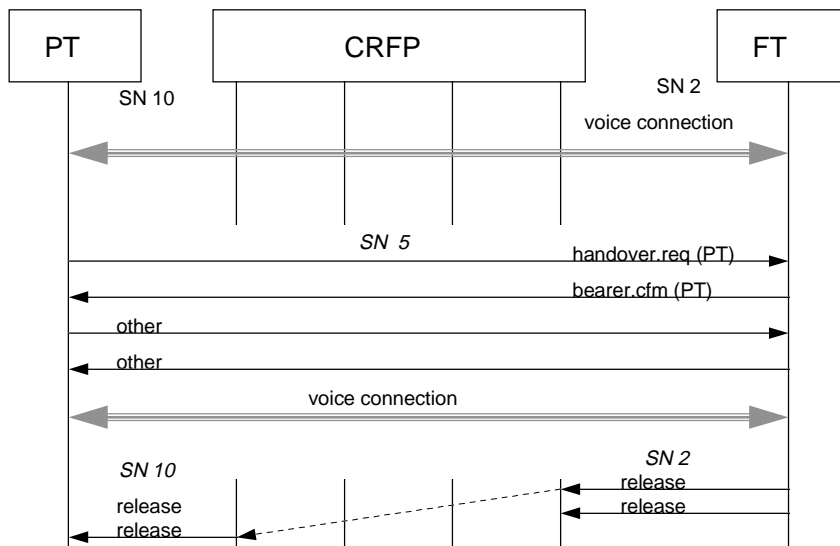 PT CRFP FT
SN 10 SN 2
voice connection
SN 5
handover.req (PT)
bearer.cfm (PT)
other
other
voice connection
SN 10 SN 2
release
release
release
release